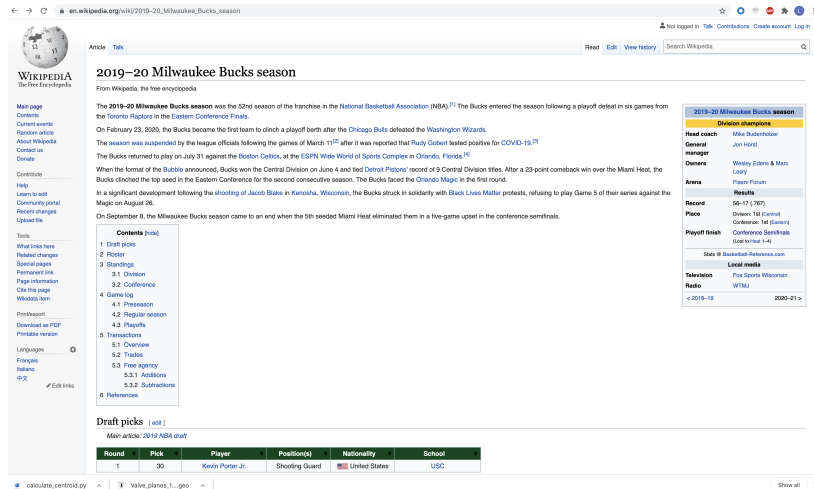 en.wikipedia.org/wiki/2019–20_Milwaukee_Bucks_season
Not logged in Talk Contributions Create account Log in
Article Talk
Read Edit View history
Search Wikipedia
WIKIPEDIA
The Free Encyclopedia
Main page
Contents
Current events
Random article
About Wikipedia
Contact us
Donate
Contribute
Help
Learn to edit
Community portal
Recent changes
Upload file
Tools
What links here
Related changes
Special pages
Permanent link
Page information
Cite this page
Wikidata item
Print/export
Download as PDF
Printable version
Languages
Français
Italiano
中文
Edit links
2019–20 Milwaukee Bucks season
From Wikipedia, the free encyclopedia
The 2019–20 Milwaukee Bucks season was the 52nd season of the franchise in the National Basketball Association (NBA).[1] The Bucks entered the season following a playoff defeat in six games from
the Toronto Raptors in the Eastern Conference Finals.
On February 23, 2020, the Bucks became the first team to clinch a playoff berth after the Chicago Bulls defeated the Washington Wizards.
The season was suspended by the league officials following the games of March 11[2] after it was reported that Rudy Gobert tested positive for COVID-19.[3]
The Bucks returned to play on July 31 against the Boston Celtics, at the ESPN Wide World of Sports Complex in Orlando, Florida.[4]
When the format of the Bubble announced, Bucks won the Central Division on June 4 and tied Detroit Pistons' record of 9 Central Division titles. After a 23-point comeback win over the Miami Heat, the
Bucks clinched the top seed in the Eastern Conference for the second consecutive season. The Bucks faced the Orlando Magic in the first round.
In a significant development following the shooting of Jacob Blake in Kenosha, Wisconsin, the Bucks struck in solidarity with Black Lives Matter protests, refusing to play Game 5 of their series against the
Magic on August 26.
On September 8, the Milwaukee Bucks season came to an end when the 5th seeded Miami Heat eliminated them in a five-game upset in the conference semifinals.
2019–20 Milwaukee Bucks season
Division champions
Head coach Mike Budenholzer
General manager Jon Horst
Owners Wesley Edens & Marc
Lasry
Arena Fiserv Forum
Results
Record 56–17 (.767)
Place Division: 1st (Central)
Conference: 1st (Eastern)
Playoff finish Conference Semifinals
(Lost to Heat 1–4)
Stats @ Basketball-Reference.com
Local media
Television Fox Sports Wisconsin
Radio WTMJ
< 2018–19 2020–21 >
Contents [hide]
1 Draft picks
2 Roster
3 Standings
3.1 Division
3.2 Conference
4 Game log
4.1 Preseason
4.2 Regular season
4.3 Playoffs
5 Transactions
5.1 Overview
5.2 Trades
5.3 Free agency
5.3.1 Additions
5.3.2 Subtractions
6 References
Draft picks [edit]
Main article: 2019 NBA draft
Round Pick Player Position(s) Nationality School
1 30 Kevin Porter Jr. Shooting Guard United States USC
calculate_centroid.py
Valve_planes_1....geo
Show all